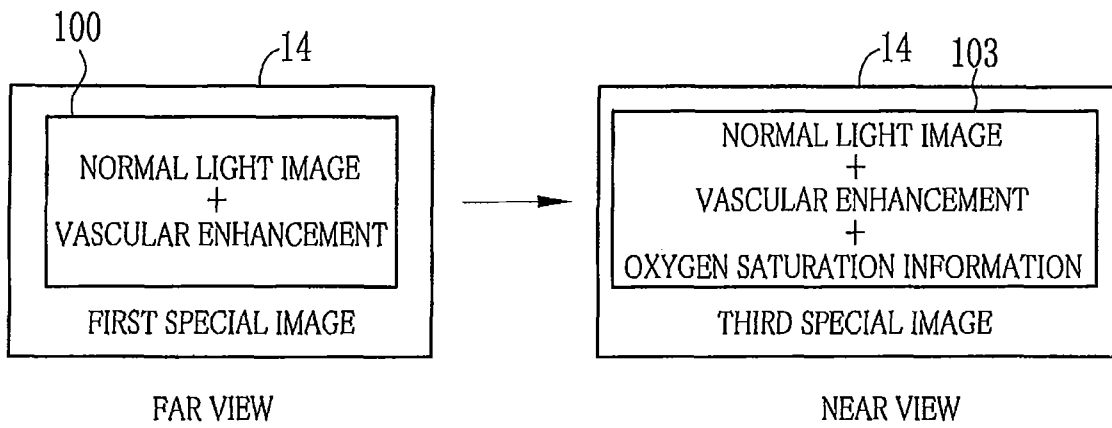 100
14
NORMAL LIGHT IMAGE
+
VASCULAR ENHANCEMENT
FIRST SPECIAL IMAGE
FAR VIEW
14
103
NORMAL LIGHT IMAGE
+
VASCULAR ENHANCEMENT
+
OXYGEN SATURATION INFORMATION
THIRD SPECIAL IMAGE
NEAR VIEW